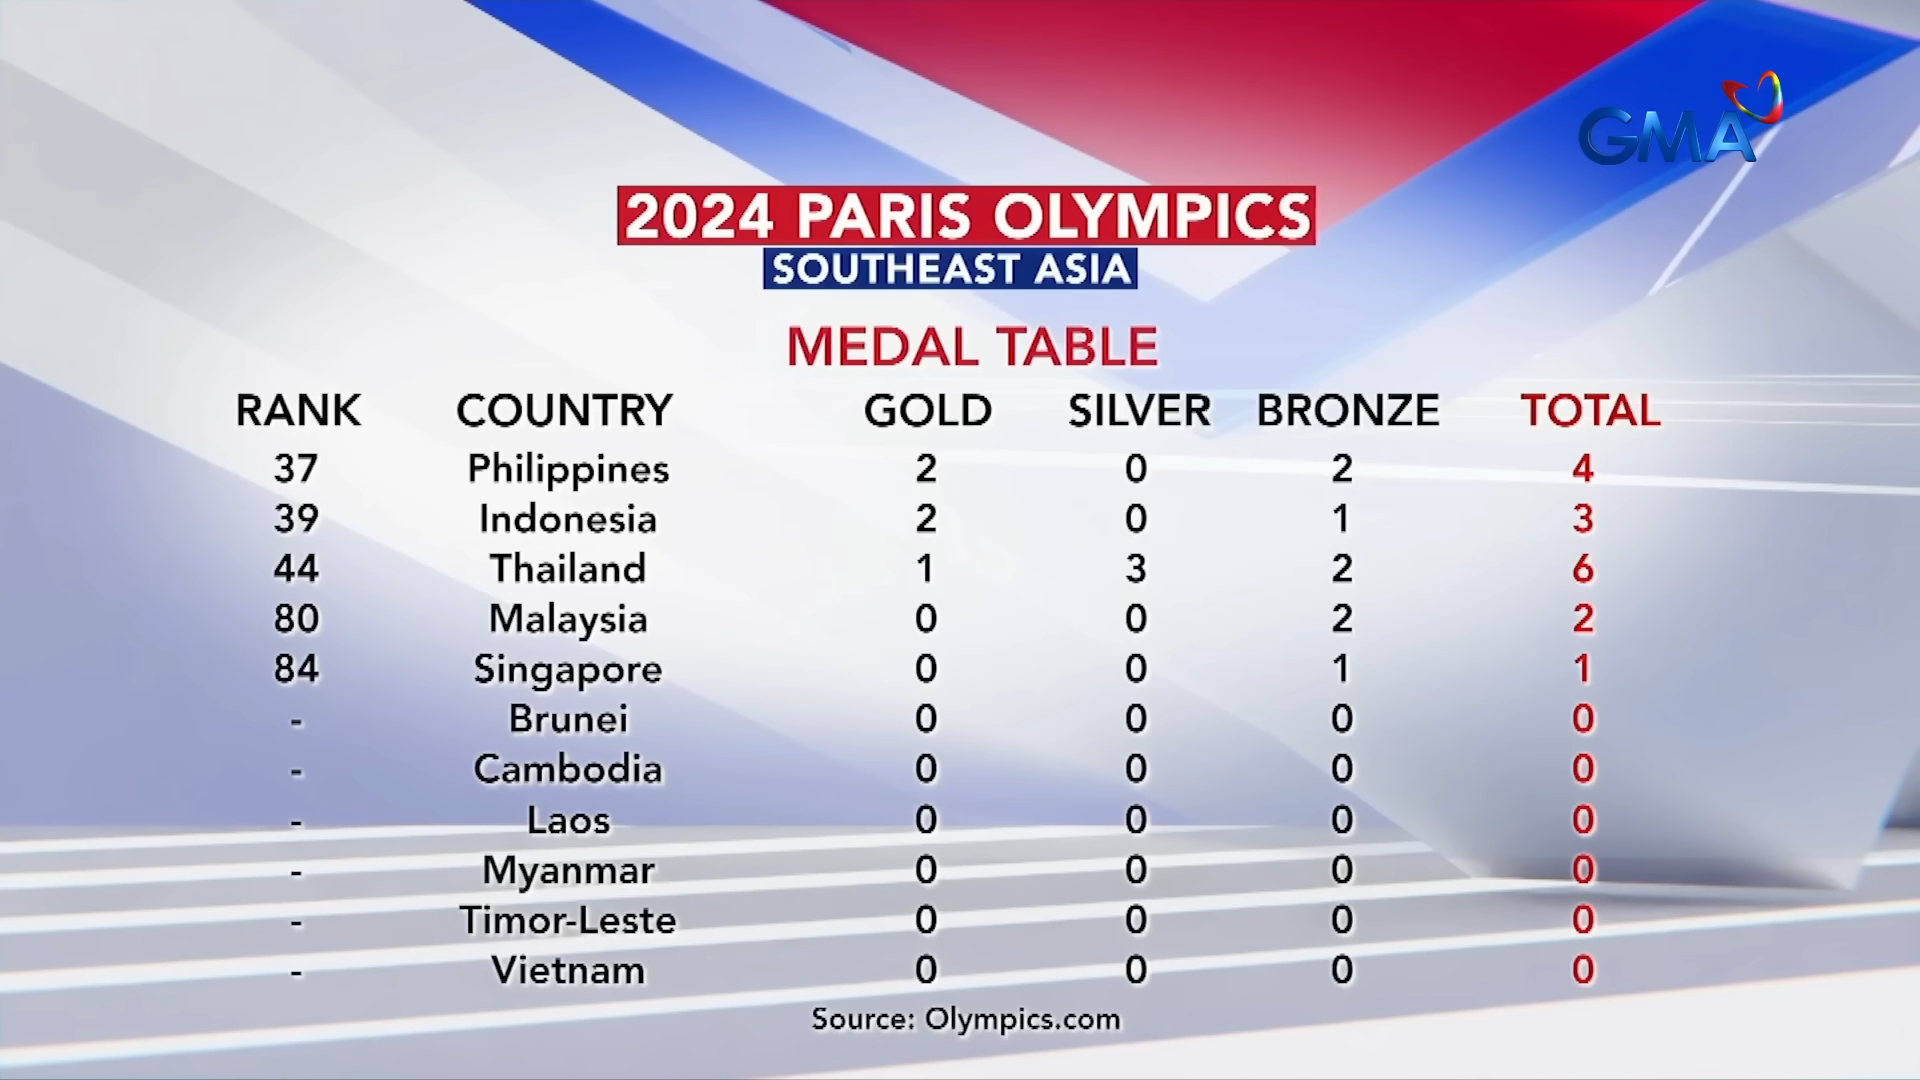 GMA
2024 PARIS OLYMPICS
SOUTHEAST ASIA
MEDAL TABLE
RANK COUNTRY GOLD SILVER BRONZE TOTAL
37 Philippines 2 0 2 4
39 Indonesia 2 0 1 3
44 Thailand 1 3 2 6
80 Malaysia 0 0 2 2
84 Singapore 0 0 1 1
- Brunei 0 0 0 0
- Cambodia 0 0 0 0
- Laos 0 0 0 0
- Myanmar 0 0 0 0
- Timor-Leste 0 0 0 0
- Vietnam 0 0 0 0
Source: Olympics.com